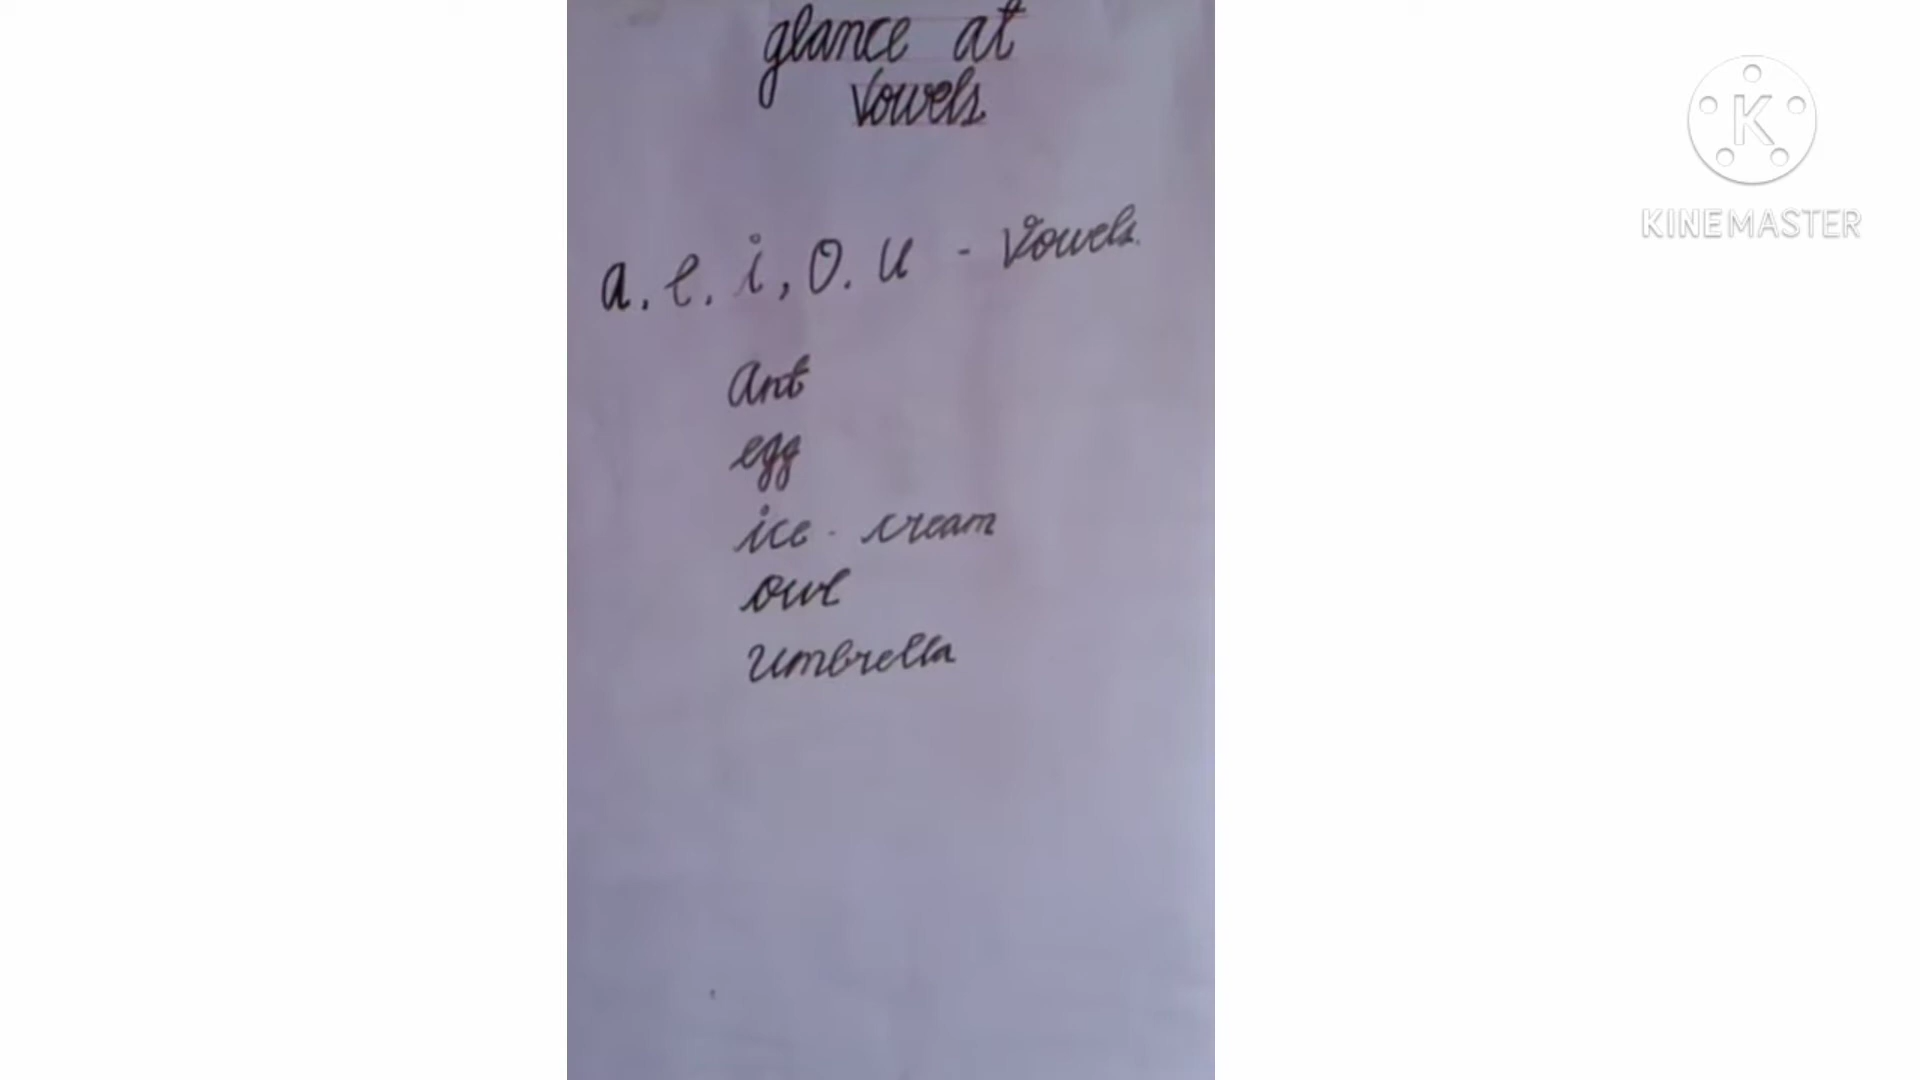 glance at
Vowels
a. e. i, O. U - Vowels.
Ant
egg
ice - cream
owl
Umbrella
K
KINEMASTER